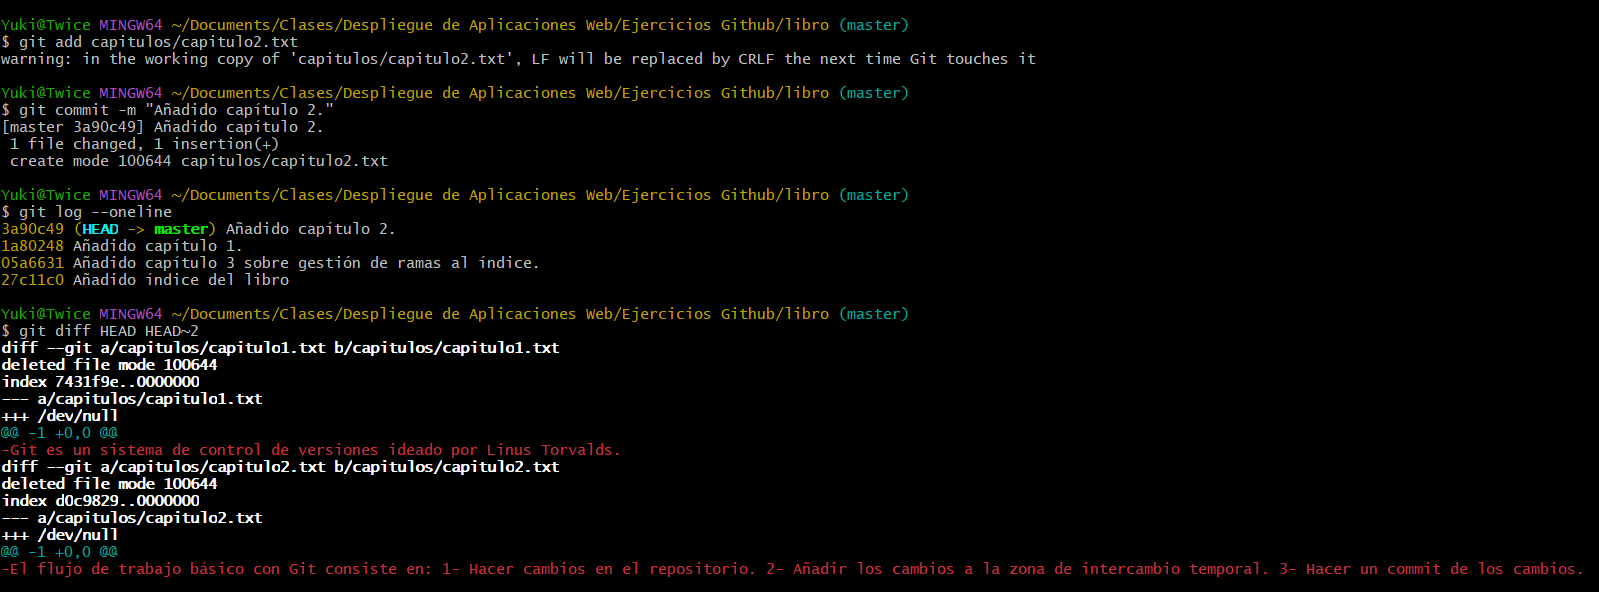 Yuki@Twice MINGW64 ~/Documents/Clases/Despliegue de Aplicaciones Web/Ejercicios Github/libro (master)
$ git add capitulos/capitulo2.txt
warning: in the working copy of 'capitulos/capitulo2.txt', LF will be replaced by CRLF the next time Git touches it
Yuki@Twice MINGW64 ~/Documents/Clases/Despliegue de Aplicaciones Web/Ejercicios Github/libro (master)
$ git commit -m "Añadido capítulo 2."
[master 3a90c49] Añadido capítulo 2.
 1 file changed, 1 insertion(+)
 create mode 100644 capitulos/capitulo2.txt
Yuki@Twice MINGW64 ~/Documents/Clases/Despliegue de Aplicaciones Web/Ejercicios Github/libro (master)
$ git log --oneline
3a90c49 (HEAD -> master) Añadido capítulo 2.
1a80248 Añadido capítulo 1.
05a6631 Añadido capítulo 3 sobre gestión de ramas al índice.
27c11c0 Añadido índice del libro
Yuki@Twice MINGW64 ~/Documents/Clases/Despliegue de Aplicaciones Web/Ejercicios Github/libro (master)
$ git diff HEAD HEAD~2
diff --git a/capitulos/capitulo1.txt b/capitulos/capitulo1.txt
deleted file mode 100644
index 7431f9e..0000000
--- a/capitulos/capitulo1.txt
+++ /dev/null
@@ -1 +0,0 @@
-Git es un sistema de control de versiones ideado por Linus Torvalds.
diff --git a/capitulos/capitulo2.txt b/capitulos/capitulo2.txt
deleted file mode 100644
index d0c9829..0000000
--- a/capitulos/capitulo2.txt
+++ /dev/null
@@ -1 +0,0 @@
-El flujo de trabajo básico con Git consiste en: 1- Hacer cambios en el repositorio. 2- Añadir los cambios a la zona de intercambio temporal. 3- Hacer un commit de los cambios.